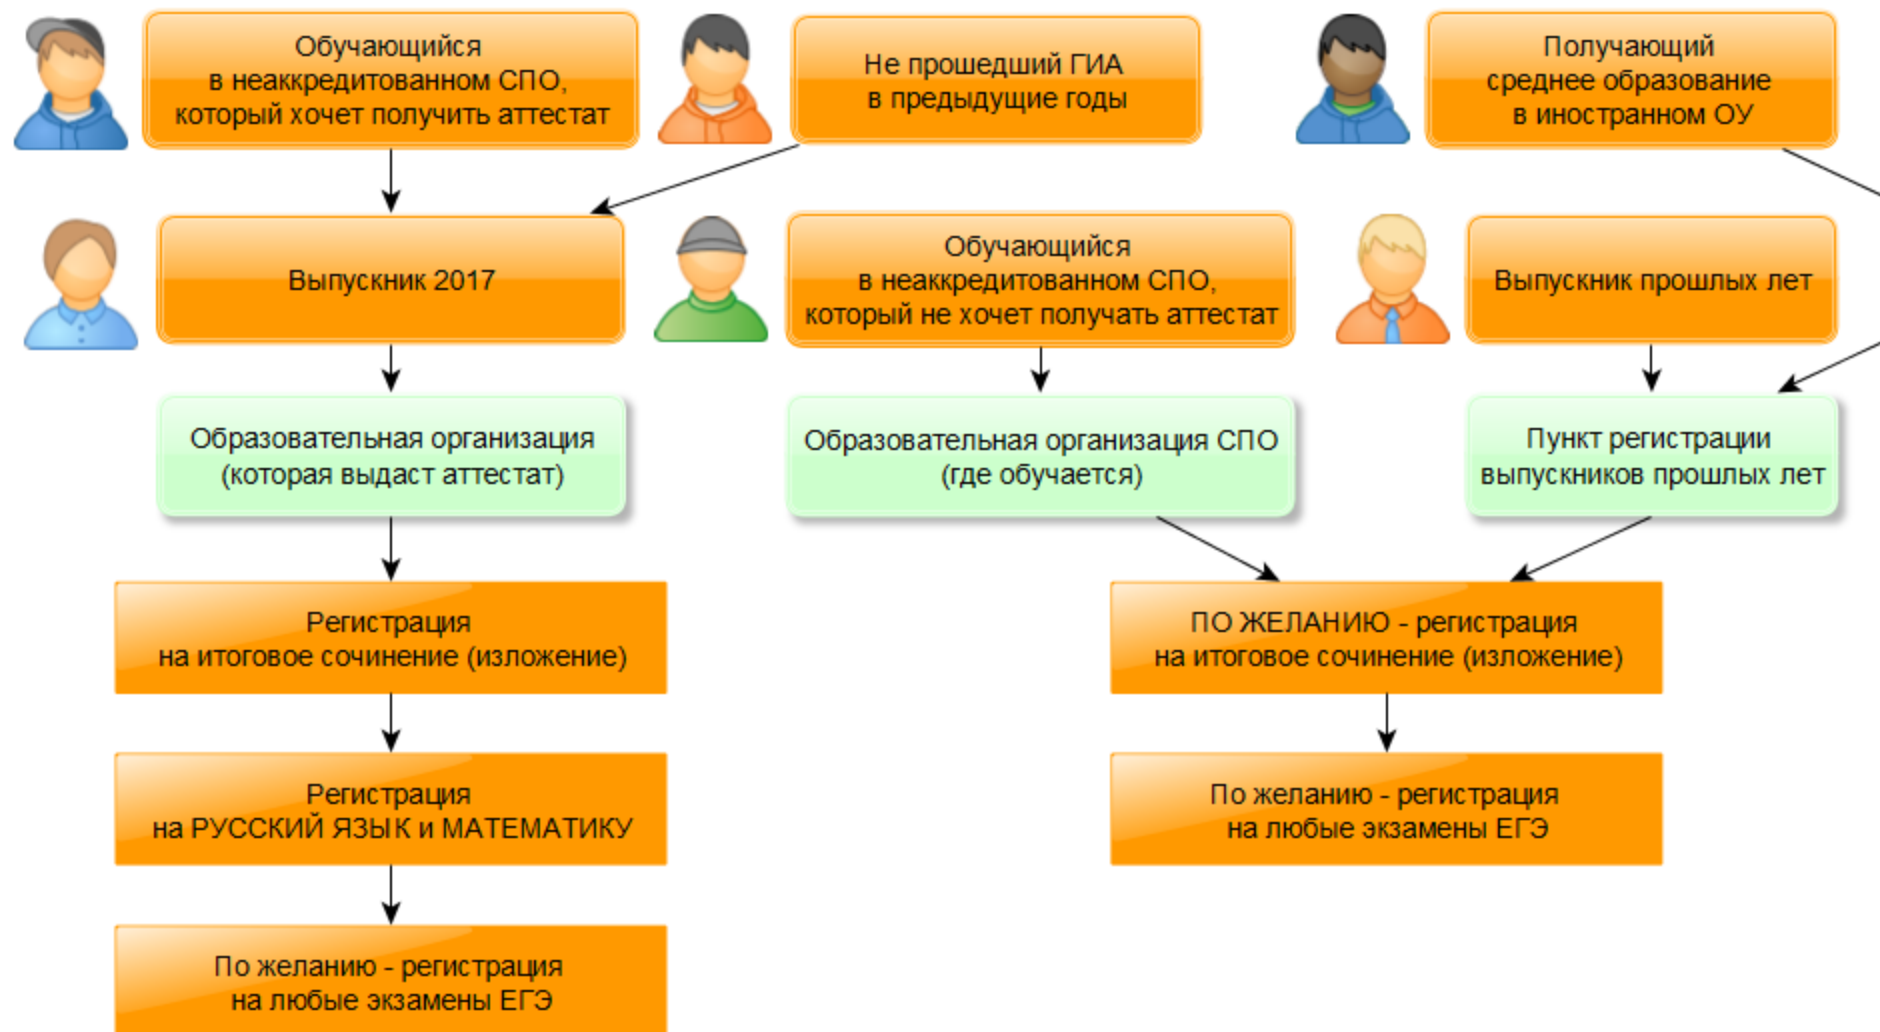 Обучающийся
в неаккредитованном СПО,
который хочет получить аттестат
Не прошедший ГИА
в предыдущие годы
Получающий
среднее образование
в иностранном ОУ
Выпускник 2017
Обучающийся
в неаккредитованном СПО,
который не хочет получать аттестат
Выпускник прошлых лет
Образовательная организация
(которая выдаст аттестат)
Образовательная организация СПО
(где обучается)
Пункт регистрации
выпускников прошлых лет
Регистрация
на итоговое сочинение (изложение)
ПО ЖЕЛАНИЮ - регистрация
на итоговое сочинение (изложение)
Регистрация
на РУССКИЙ ЯЗЫК и МАТЕМАТИКУ
По желанию - регистрация
на любые экзамены ЕГЭ
По желанию - регистрация
на любые экзамены ЕГЭ